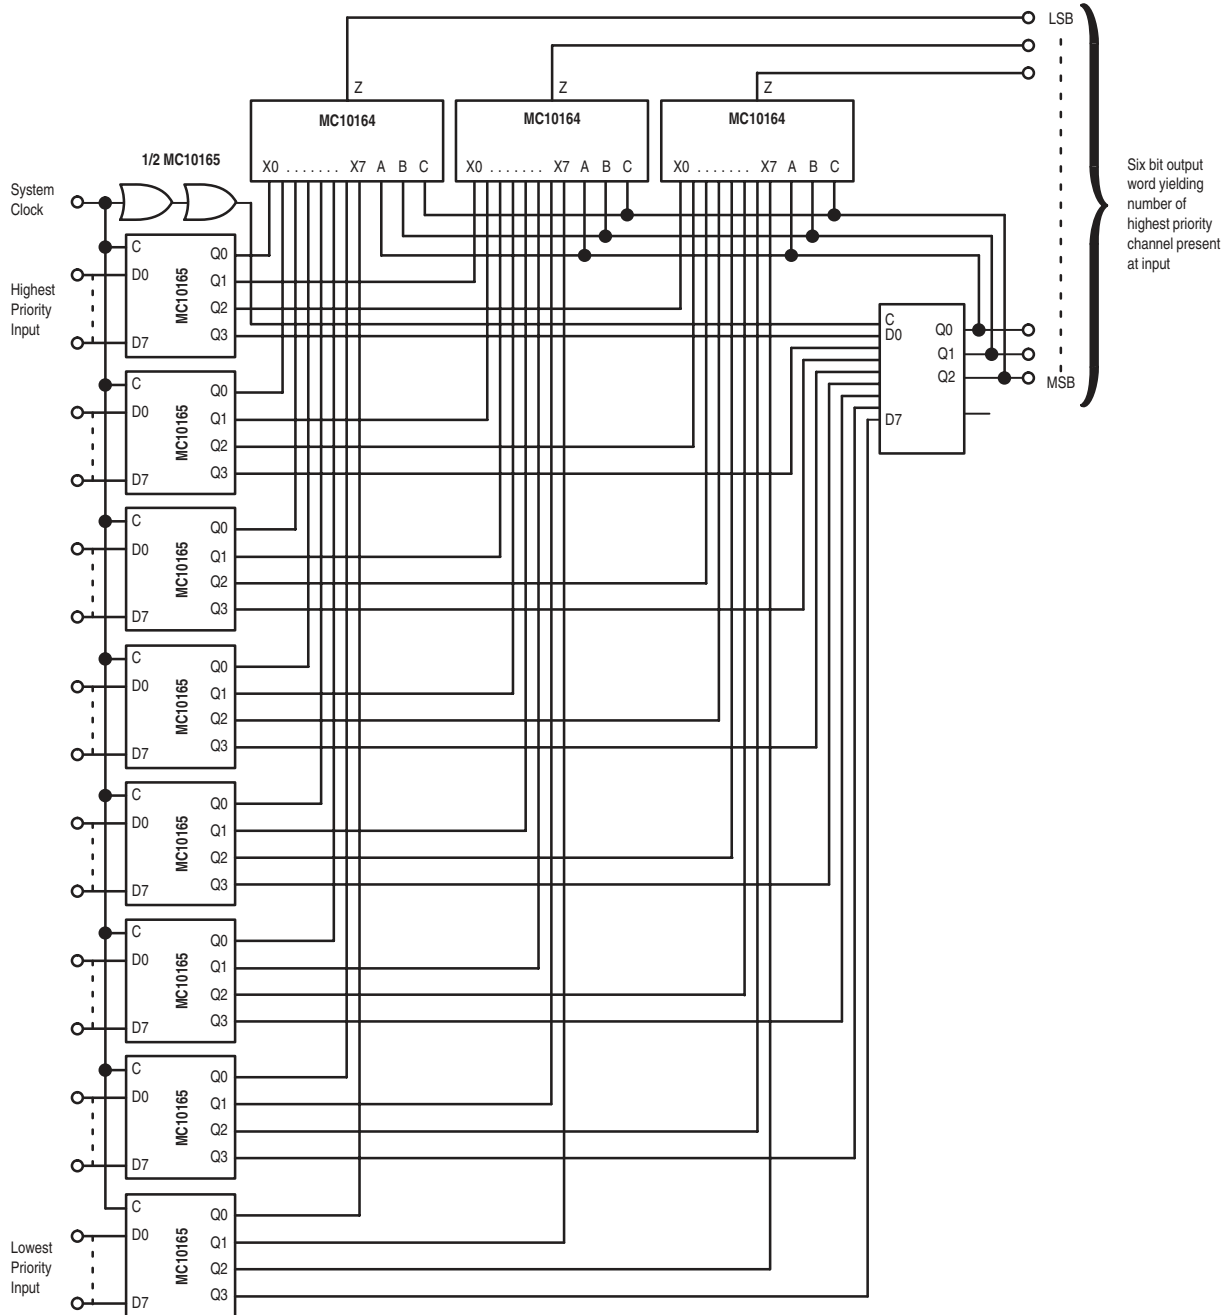 LSB
Z Z Z
MC10164 MC10164 MC10164
1/2 MC10165
X0 . . . . . . . X7 A B C X0 . . . . . . . X7 A B C X0 . . . . . . . X7 A B C
System
Clock
Six bit output
word yielding
number of
highest priority
channel present
at input
C
D0
D7
MC10165
Q0
Q1
Q2
Q3
Highest
Priority
Input
C
D0
D7
Q0
Q1
Q2
MSB
C
D0
D7
MC10165
Q0
Q1
Q2
Q3
C
D0
D7
MC10165
Q0
Q1
Q2
Q3
C
D0
D7
MC10165
Q0
Q1
Q2
Q3
C
D0
D7
MC10165
Q0
Q1
Q2
Q3
C
D0
D7
MC10165
Q0
Q1
Q2
Q3
C
D0
D7
MC10165
Q0
Q1
Q2
Q3
C
D0
D7
MC10165
Q0
Q1
Q2
Q3
Lowest
Priority
Input